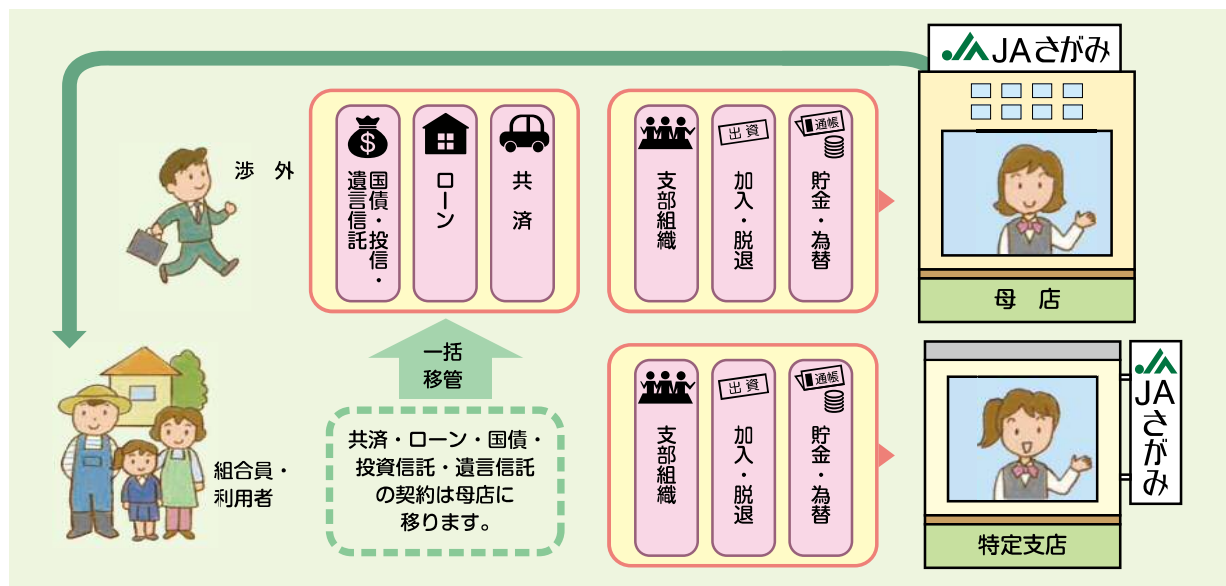 JAさがみ
渉 外
国債・投信・
遺言信託
ローン
共済
支部組織
出資
加入・脱退
通帳
貯金・為替
母 店
一括
移管
共済・ローン・国債・
投資信託・遺言信託
の契約は母店に
移ります。
組合員・
利用者
支部組織
出資
加入・脱退
通帳
貯金・為替
JAさがみ
特定支店